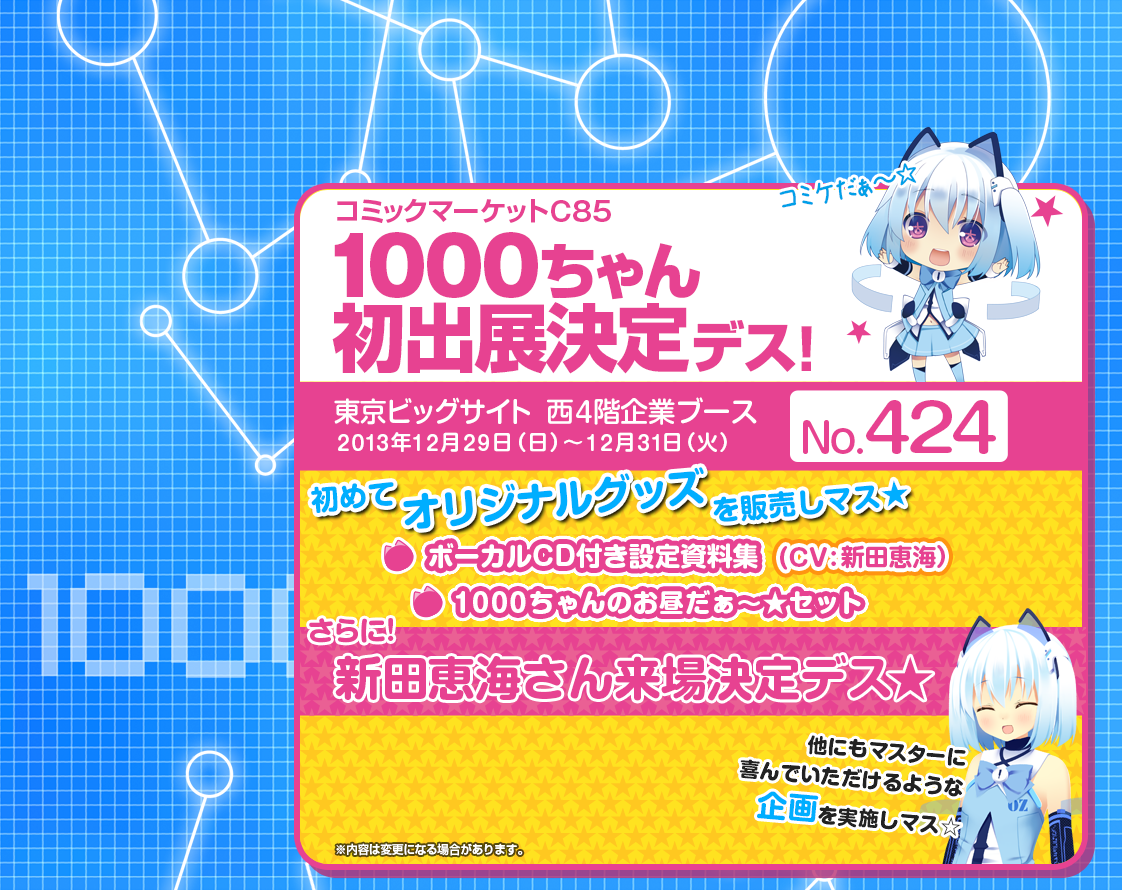 コミケだぁ～☆
コミックマーケットC85
1000ちゃん
初出展決定デス!
東京ビッグサイト 西4階企業ブース
2013年12月29日（日）～12月31日（火）
No.424
初めてオリジナルグッズを販売しマス★
ボーカルCD付き設定資料集（CV:新田恵海）
1000ちゃんのお昼だぁ～★セット
さらに!
新田恵海さん来場決定デス★
他にもマスターに
喜んでいただけるような
企画を実施しマス☆
OZ
※内容は変更になる場合があります。